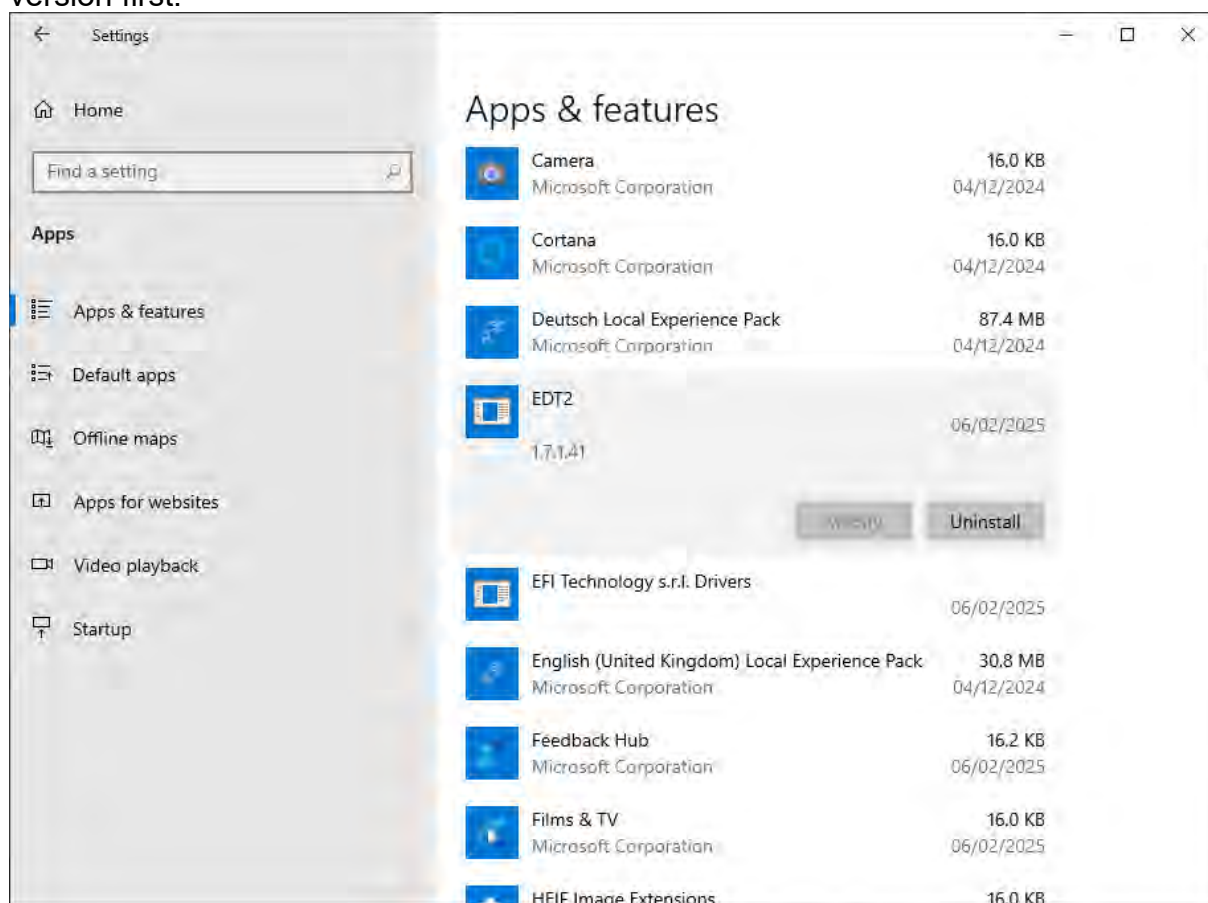 version first.
Settings
Home
Find a setting
Apps
Apps & features
Default apps
Offline maps
Apps for websites
Video playback
Startup
Apps & features
Camera 16.0 KB
Microsoft Corporation 04/12/2024
Cortana 16.0 KB
Microsoft Corporation 04/12/2024
Deutsch Local Experience Pack 87.4 MB
Microsoft Corporation 04/12/2024
EDT2
06/02/2025
1.7.1.41
Modify Uninstall
EFI Technology s.r.l. Drivers
06/02/2025
English (United Kingdom) Local Experience Pack 30.8 MB
Microsoft Corporation 04/12/2024
Feedback Hub 16.2 KB
Microsoft Corporation 06/02/2025
Films & TV 16.0 KB
Microsoft Corporation 06/02/2025
HEIF Image Extensions 16.0 KB